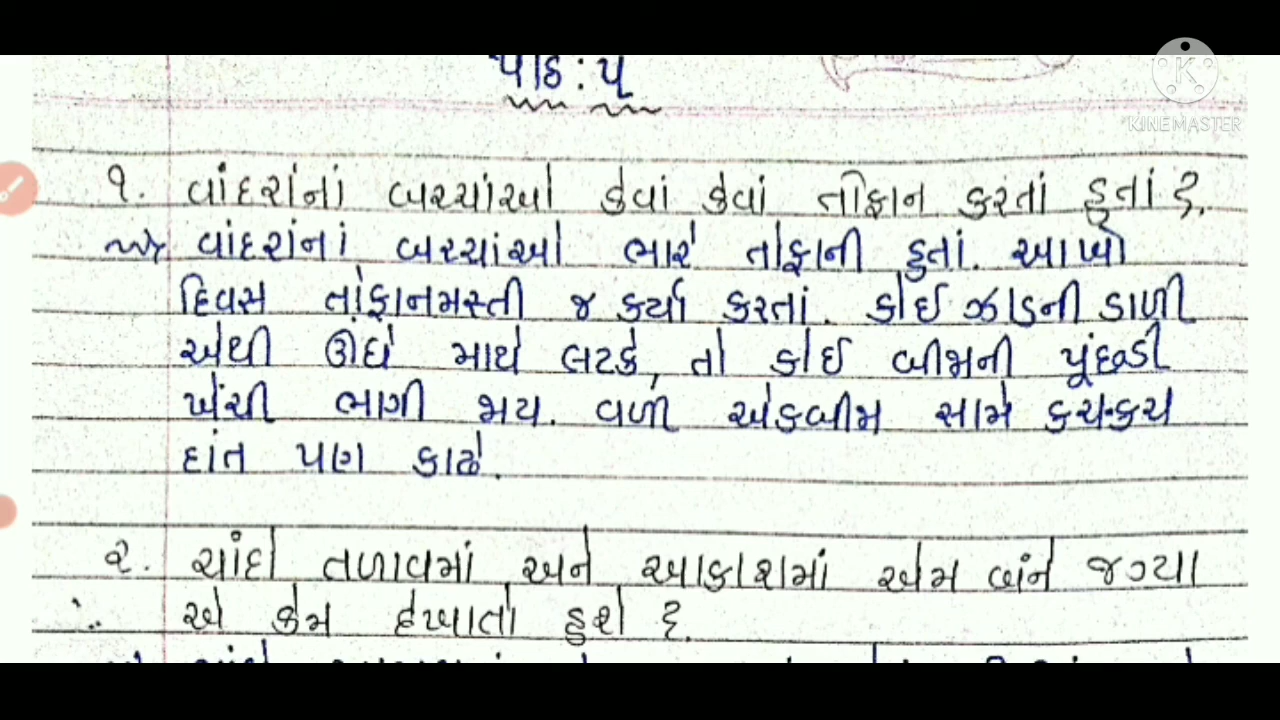 પાઠ : ૫
KINEMASTER
૧. વાંદરાંનાં બચ્ચાંઓ કેવાં કેવાં તોફાન કરતાં હતાં ?
વાંદરાંનાં બચ્ચાંઓ ભારે તોફાની હતાં. આખો
દિવસ તોફાનમસ્તી જ કર્યા કરતાં. કોઈ ઝાડની ડાળી
એથી ઊંધે માથે લટકે, તો કોઈ બીજાની પૂંછડી
ખેંચી ભાગી જાય. વળી એકબીજા સામે કચકચ
દાંત પણ કાઢે.
૨. ચાંદો તળાવમાં અને આકાશમાં એમ બંને જગ્યા
એ કેમ દેખાતો હશે ?